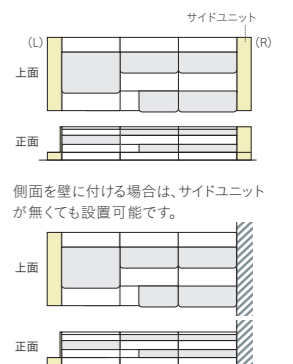 サイドユニット
(L)
(R)
上面
正面
側面を壁に付ける場合は、サイドユニット
が無くても設置可能です。
上面
正面